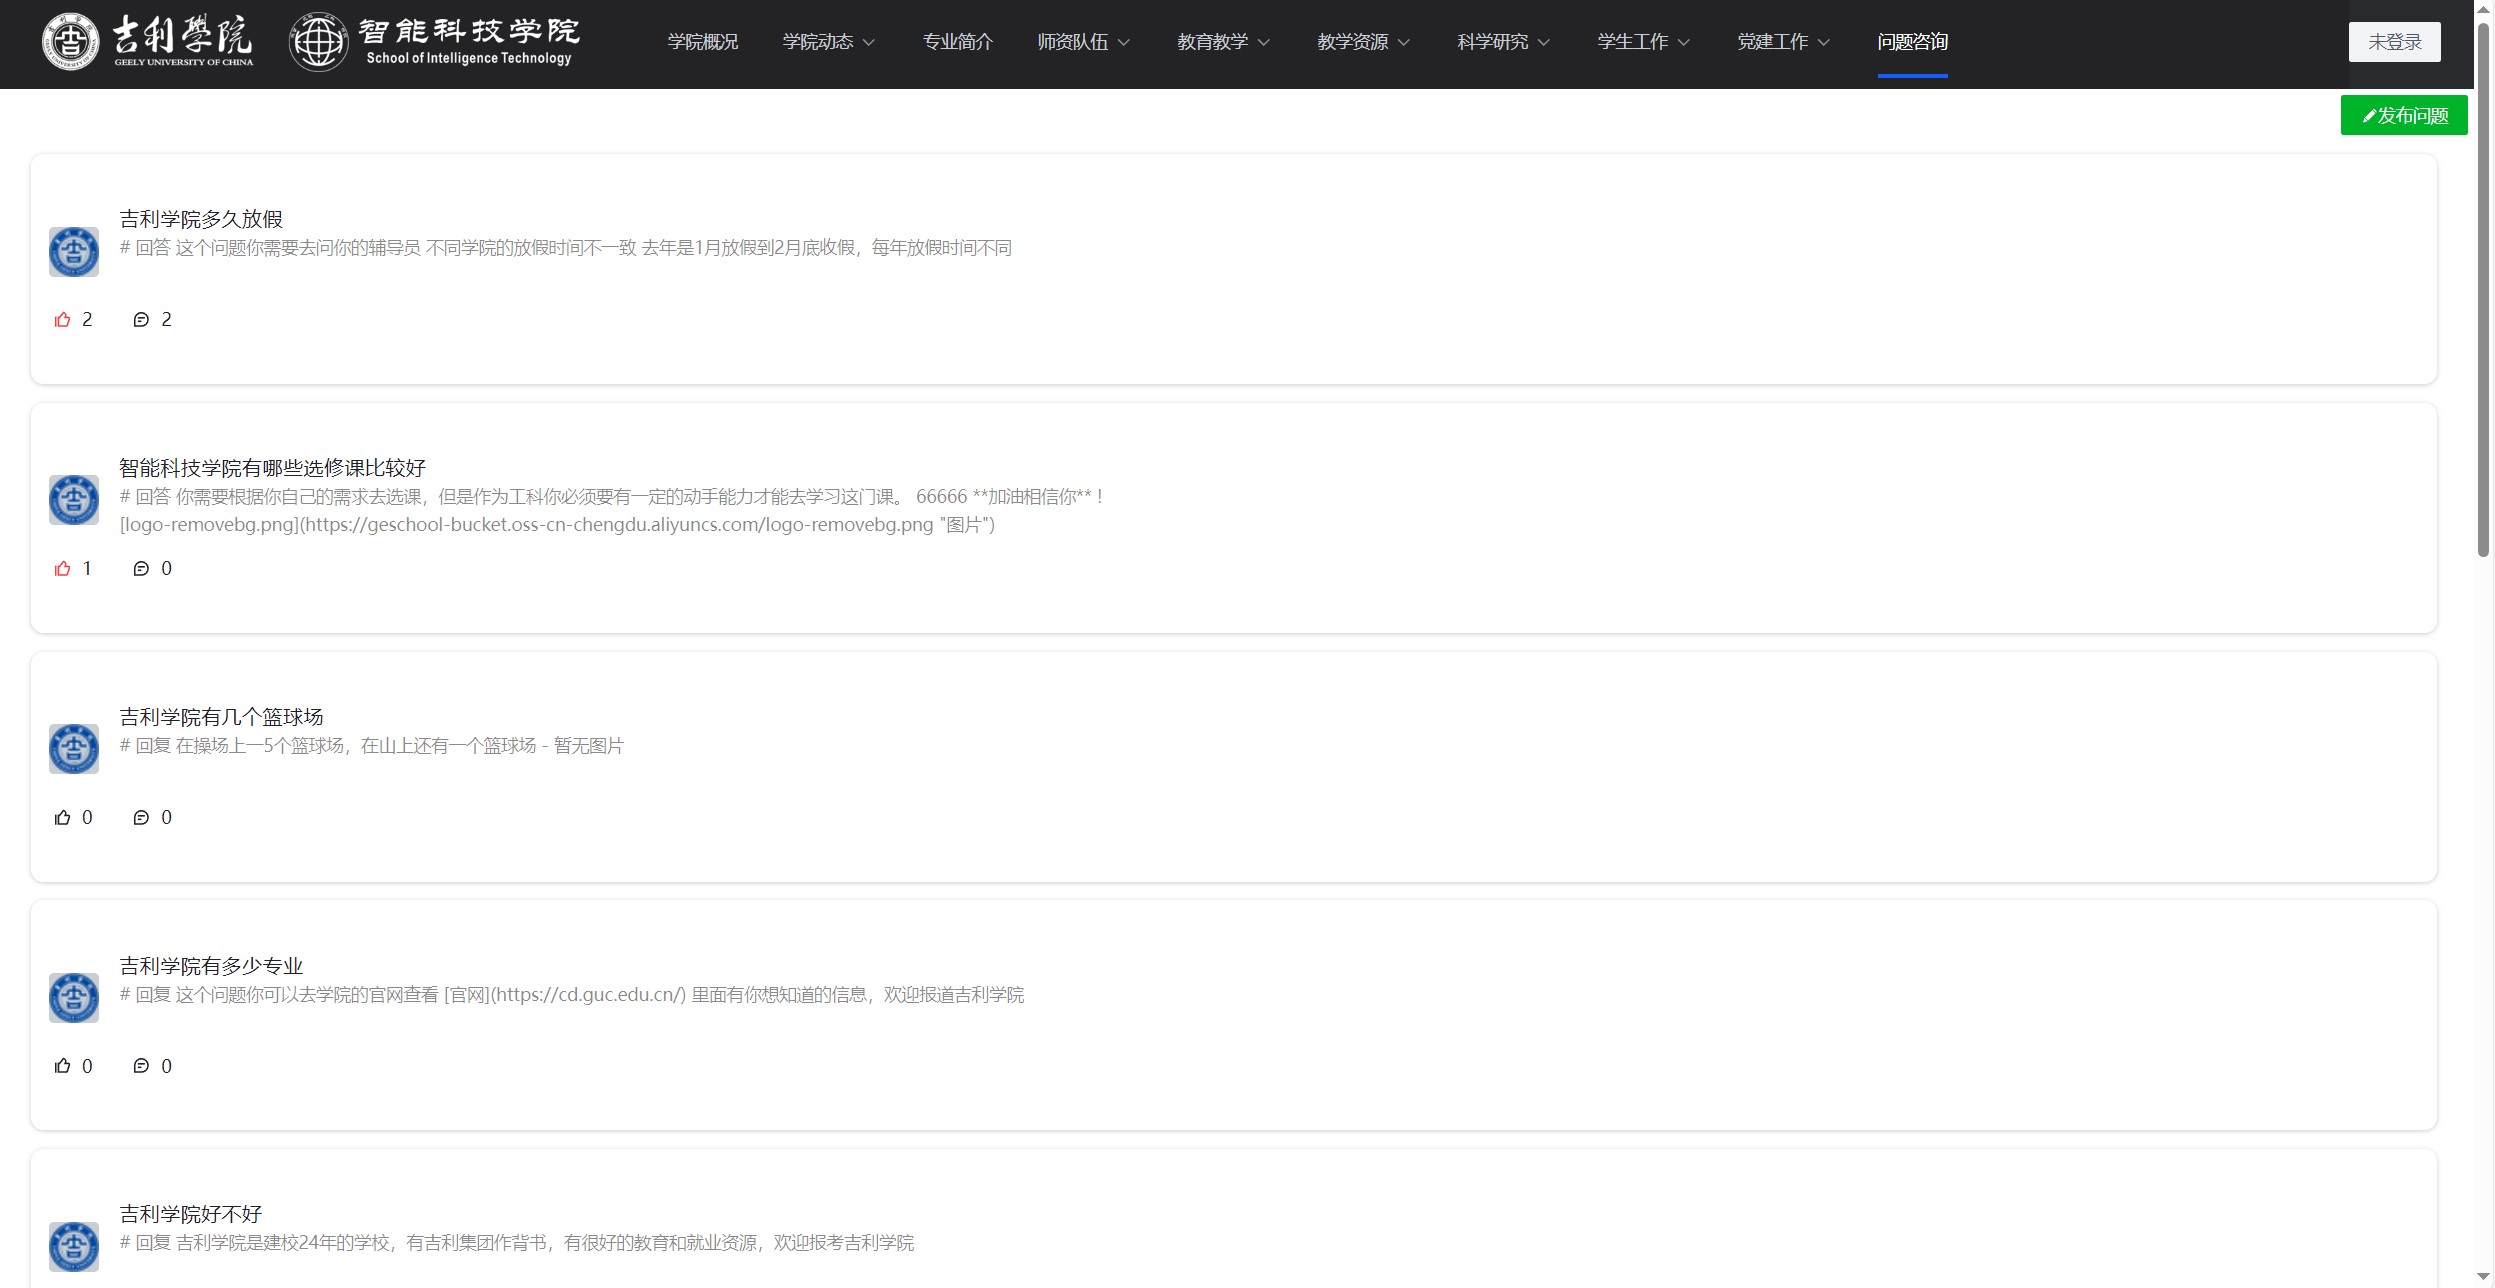 吉利學院
GEELY UNIVERSITY OF CHINA
智能科技学院
School of Intelligence Technology
学院概况 学院动态 专业简介 师资队伍 教育教学 教学资源 科学研究 学生工作 党建工作 问题咨询 未登录
发布问题
吉利学院多久放假
# 回答 这个问题你需要去问你的辅导员 不同学院的放假时间不一致 去年是1月放假到2月底收假，每年放假时间不同
2 2
智能科技学院有哪些选修课比较好
# 回答 你需要根据你自己的需求去选课，但是作为工科你必须要有一定的动手能力才能去学习这门课。 66666 **加油相信你** !
[logo-removebg.png](https://geschool-bucket.oss-cn-chengdu.aliyuncs.com/logo-removebg.png "图片")
1 0
吉利学院有几个篮球场
# 回复 在操场上一5个篮球场，在山上还有一个篮球场 - 暂无图片
0 0
吉利学院有多少专业
# 回复 这个问题你可以去学院的官网查看 [官网](https://cd.guc.edu.cn/) 里面有你想知道的信息，欢迎报道吉利学院
0 0
吉利学院好不好
# 回复 吉利学院是建校24年的学校，有吉利集团作背书，有很好的教育和就业资源，欢迎报考吉利学院